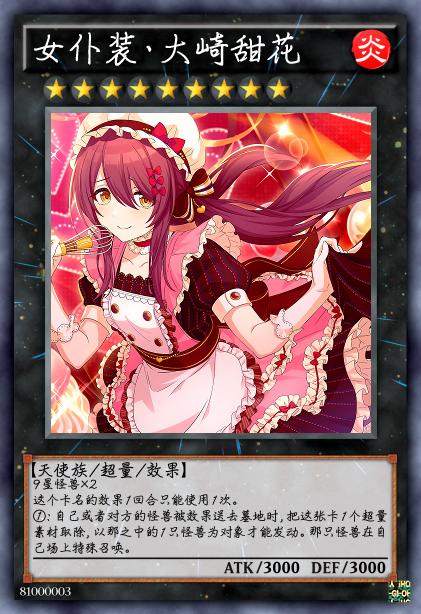 女仆装·大崎甜花
炎
【天使族/超量/效果】
9星怪兽×2
这个卡名的效果1回合只能使用1次。
①：自己或者对方的怪兽被效果送去墓地时，把这张卡1个超量
素材取除，以那之中的1只怪兽为对象才能发动。那只怪兽在自
己场上特殊召唤。
ATK/3000 DEF/3000
81000003